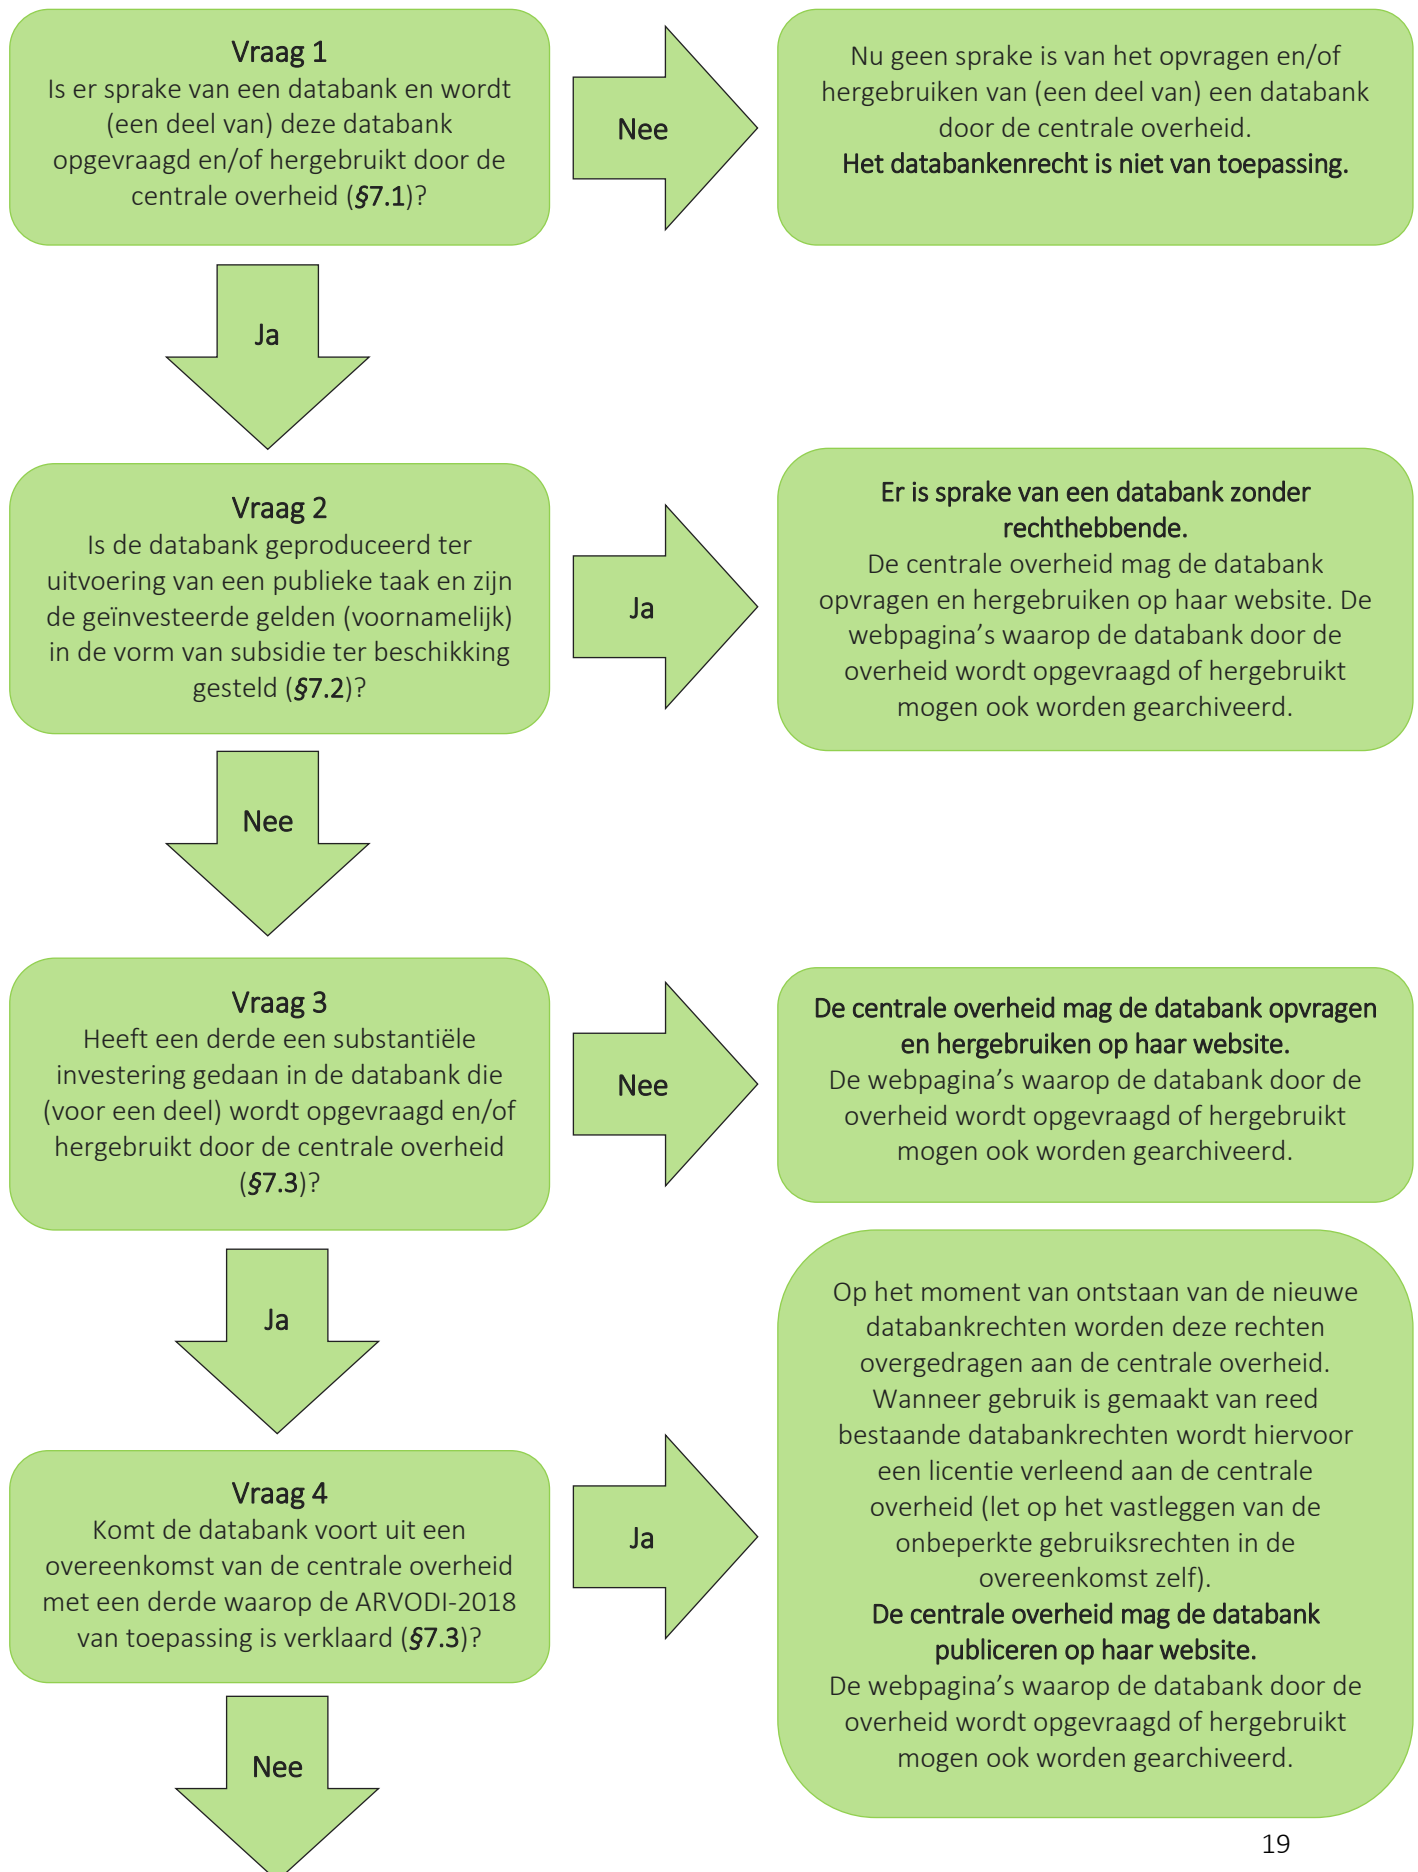 Vraag 1
Is er sprake van een databank en wordt
(een deel van) deze databank
opgevraagd en/of hergebruikt door de
centrale overheid (§7.1)?
Nee
Nu geen sprake is van het opvragen en/of
hergebruiken van (een deel van) een databank
door de centrale overheid.
Het databankenrecht is niet van toepassing.
Ja
Vraag 2
Is de databank geproduceerd ter
uitvoering van een publieke taak en zijn
de geïnvesteerde gelden (voornamelijk)
in de vorm van subsidie ter beschikking
gesteld (§7.2)?
Ja
Er is sprake van een databank zonder
rechthebbende.
De centrale overheid mag de databank
opvragen en hergebruiken op haar website. De
webpagina’s waarop de databank door de
overheid wordt opgevraagd of hergebruikt
mogen ook worden gearchiveerd.
Nee
Vraag 3
Heeft een derde een substantiële
investering gedaan in de databank die
(voor een deel) wordt opgevraagd en/of
hergebruikt door de centrale overheid
(§7.3)?
Nee
De centrale overheid mag de databank opvragen
en hergebruiken op haar website.
De webpagina’s waarop de databank door de
overheid wordt opgevraagd of hergebruikt
mogen ook worden gearchiveerd.
Ja
Vraag 4
Komt de databank voort uit een
overeenkomst van de centrale overheid
met een derde waarop de ARVODI-2018
van toepassing is verklaard (§7.3)?
Ja
Op het moment van ontstaan van de nieuwe
databankrechten worden deze rechten
overgedragen aan de centrale overheid.
Wanneer gebruik is gemaakt van reed
bestaande databankrechten wordt hiervoor
een licentie verleend aan de centrale
overheid (let op het vastleggen van de
onbeperkte gebruiksrechten in de
overeenkomst zelf).
De centrale overheid mag de databank
publiceren op haar website.
De webpagina’s waarop de databank door de
overheid wordt opgevraagd of hergebruikt
mogen ook worden gearchiveerd.
Nee
19